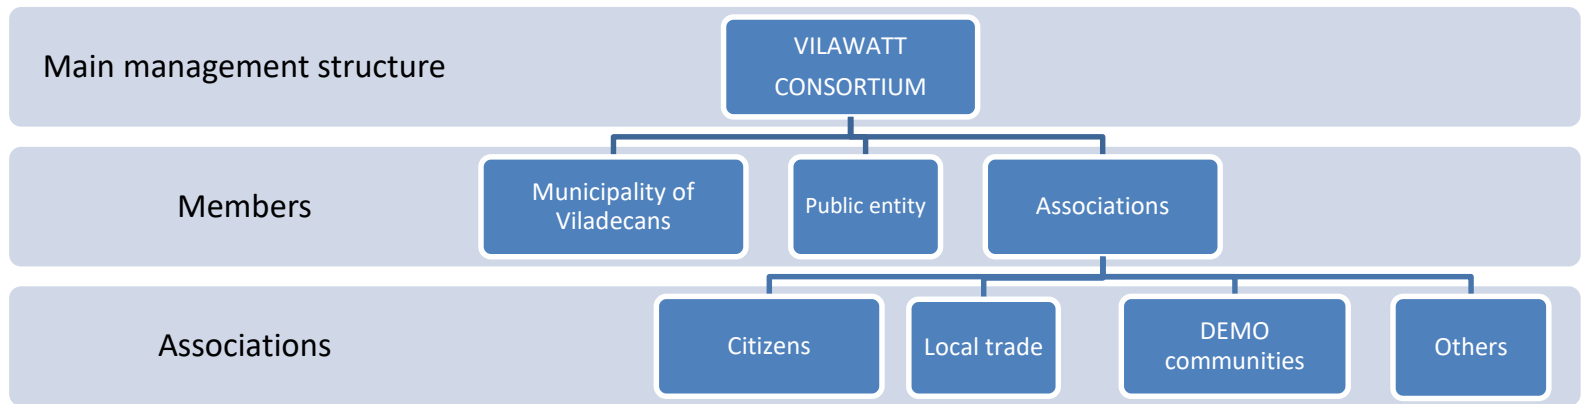 Main management structure
VILAWATT
CONSORTIUM
Members
Municipality of
Viladecans
Public entity
Associations
Associations
Citizens
Local trade
DEMO
communities
Others